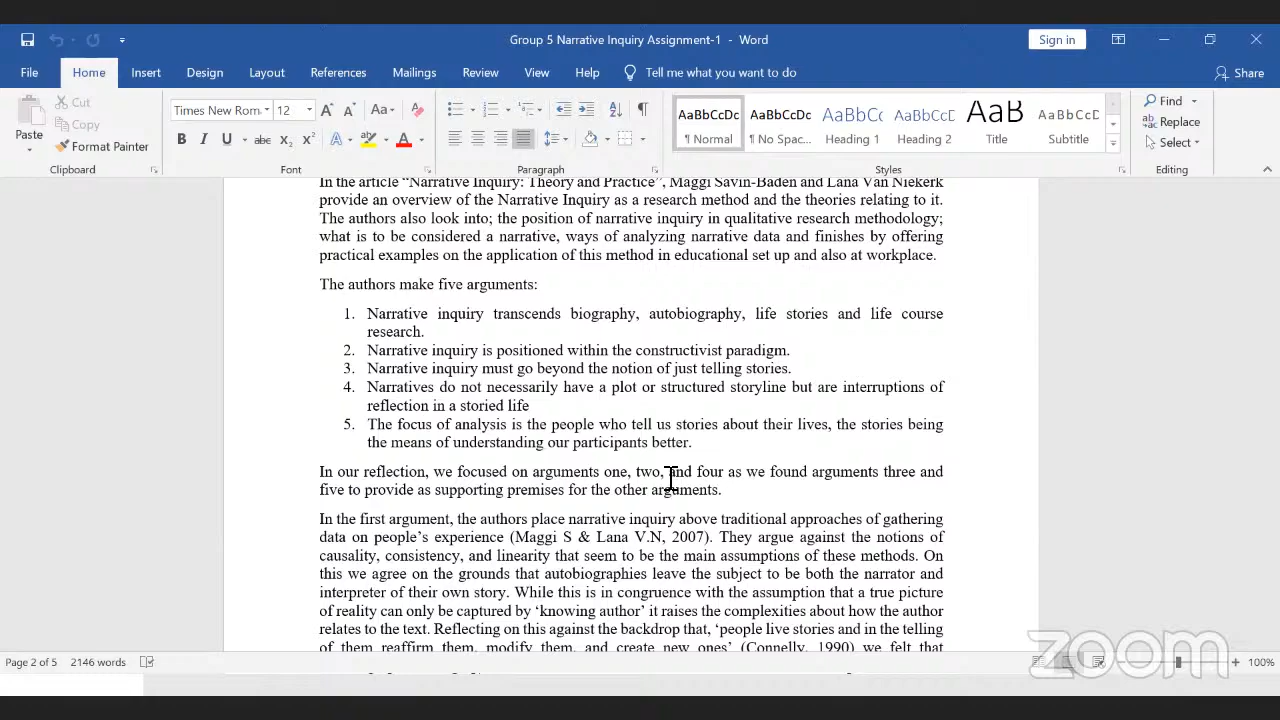 Group 5 Narrative Inquiry Assignment-1 - Word
Sign in
File Home Insert Design Layout References Mailings Review View Help Tell me what you want to do Share
Paste
Cut
Copy
Format Painter
Clipboard
Times New Rom 12
Font
Paragraph
AaBbCcDc AaBbCcDc AaBbCc AaBbCcD AaB AaBbCcD
¶ Normal ¶ No Spac... Heading 1 Heading 2 Title Subtitle
Styles
Find
Replace
Select
Editing
In the article “Narrative Inquiry: Theory and Practice”, Maggi Savin-Baden and Lana Van Niekerk
provide an overview of the Narrative Inquiry as a research method and the theories relating to it.
The authors also look into; the position of narrative inquiry in qualitative research methodology;
what is to be considered a narrative, ways of analyzing narrative data and finishes by offering
practical examples on the application of this method in educational set up and also at workplace.
The authors make five arguments:
1. Narrative inquiry transcends biography, autobiography, life stories and life course
research.
2. Narrative inquiry is positioned within the constructivist paradigm.
3. Narrative inquiry must go beyond the notion of just telling stories.
4. Narratives do not necessarily have a plot or structured storyline but are interruptions of
reflection in a storied life
5. The focus of analysis is the people who tell us stories about their lives, the stories being
the means of understanding our participants better.
In our reflection, we focused on arguments one, two, and four as we found arguments three and
five to provide as supporting premises for the other arguments.
In the first argument, the authors place narrative inquiry above traditional approaches of gathering
data on people’s experience (Maggi S & Lana V.N, 2007). They argue against the notions of
causality, consistency, and linearity that seem to be the main assumptions of these methods. On
this we agree on the grounds that autobiographies leave the subject to be both the narrator and
interpreter of their own story. While this is in congruence with the assumption that a true picture
of reality can only be captured by ‘knowing author’ it raises the complexities about how the author
relates to the text. Reflecting on this against the backdrop that, ‘people live stories and in the telling
of them reaffirm them, modify them, and create new ones’ (Connelly, 1990) we felt that
Page 2 of 5 2146 words
100%
zoom